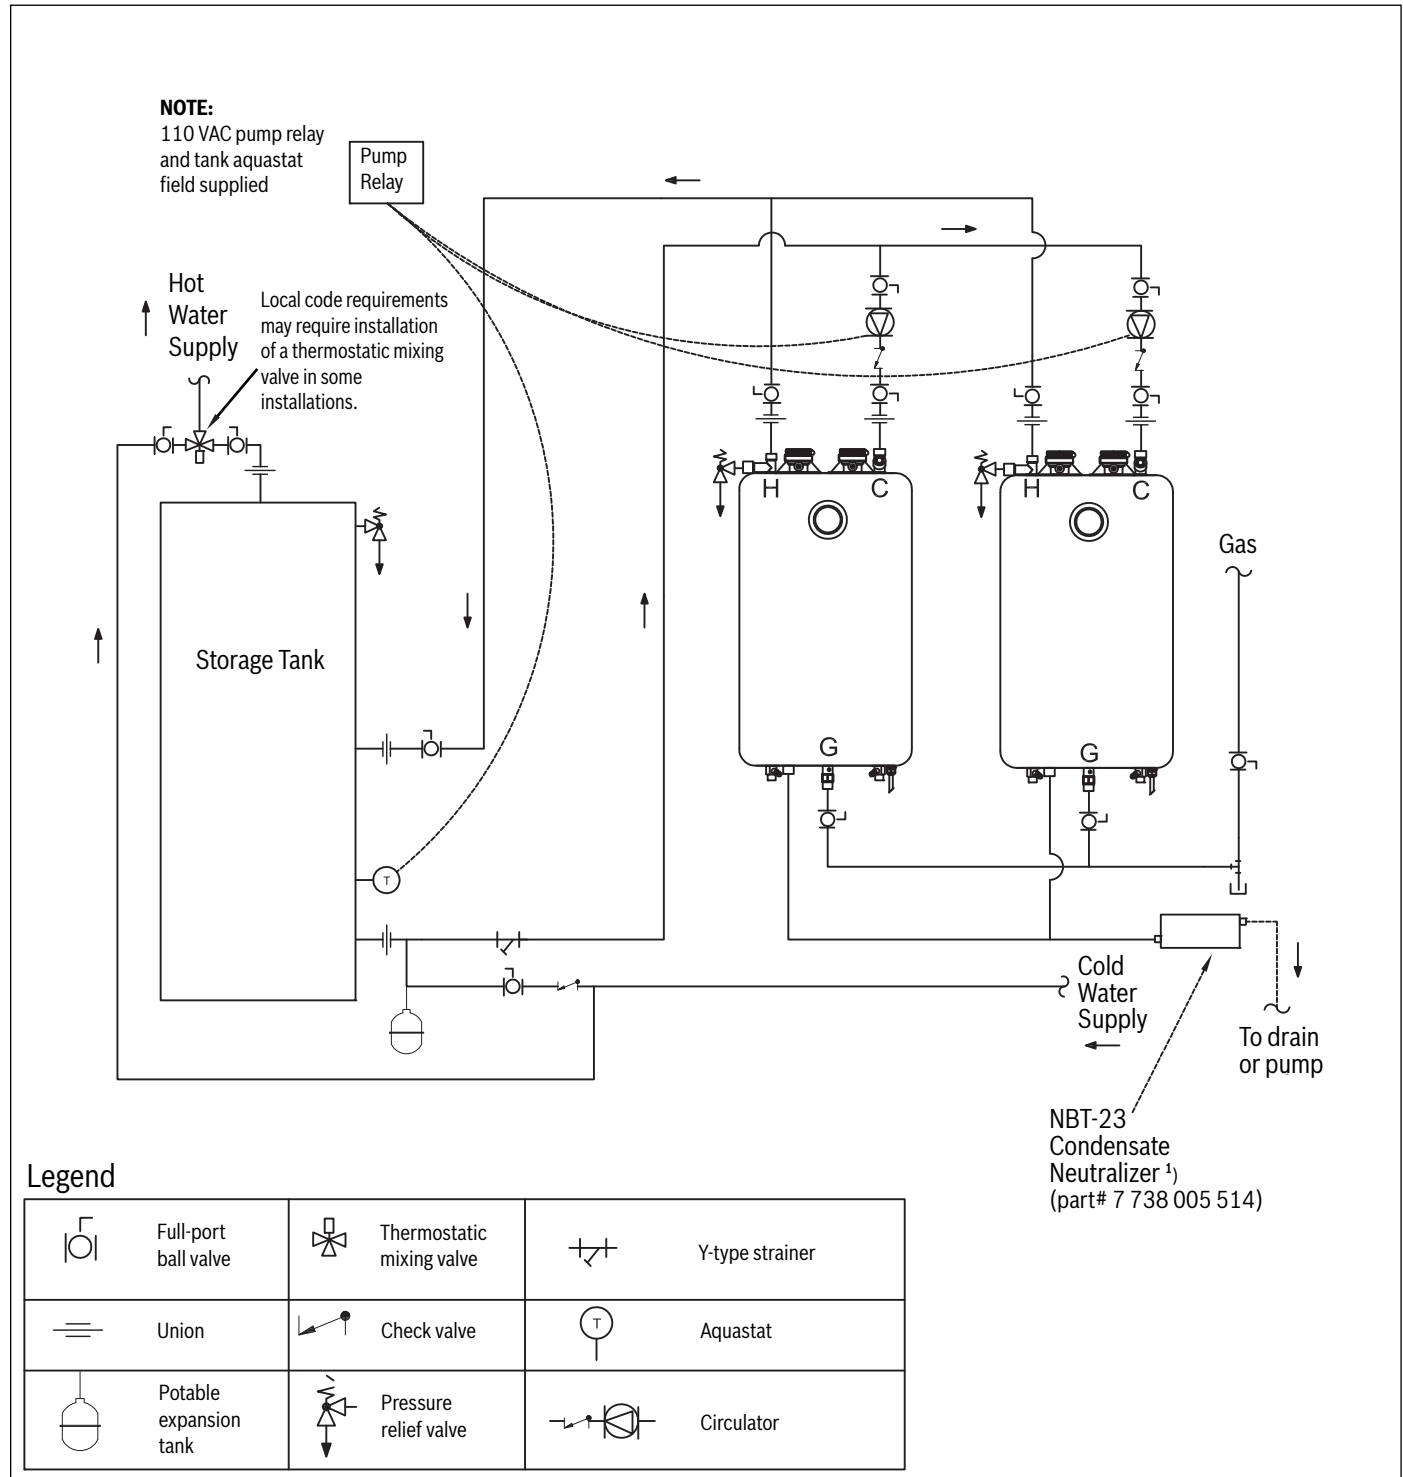 NOTE:
110 VAC pump relay
and tank aquastat
field supplied
Pump
Relay
Hot
Water
Supply
Local code requirements
may require installation
of a thermostatic mixing
valve in some
installations.
H
C
H
C
Gas
Storage Tank
G
G
T
Cold
Water
Supply
To drain
or pump
NBT-23
Condensate
Neutralizer ¹)
(part# 7 738 005 514)
Legend
Full-port
ball valve
Thermostatic
mixing valve
Y-type strainer
Union
Check valve
T
Aquastat
Potable
expansion
tank
Pressure
relief valve
Circulator